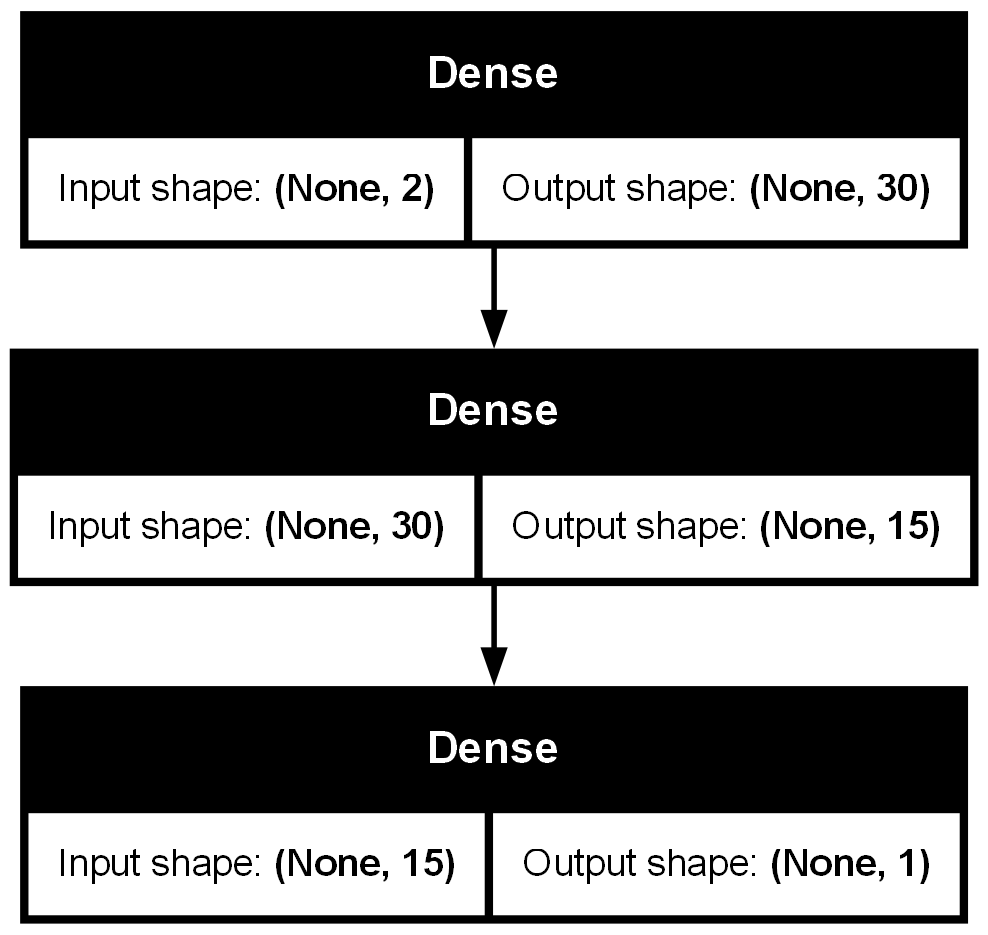 Dense
Input shape: (None, 2) Output shape: (None, 30)
Dense
Input shape: (None, 30) Output shape: (None, 15)
Dense
Input shape: (None, 15) Output shape: (None, 1)